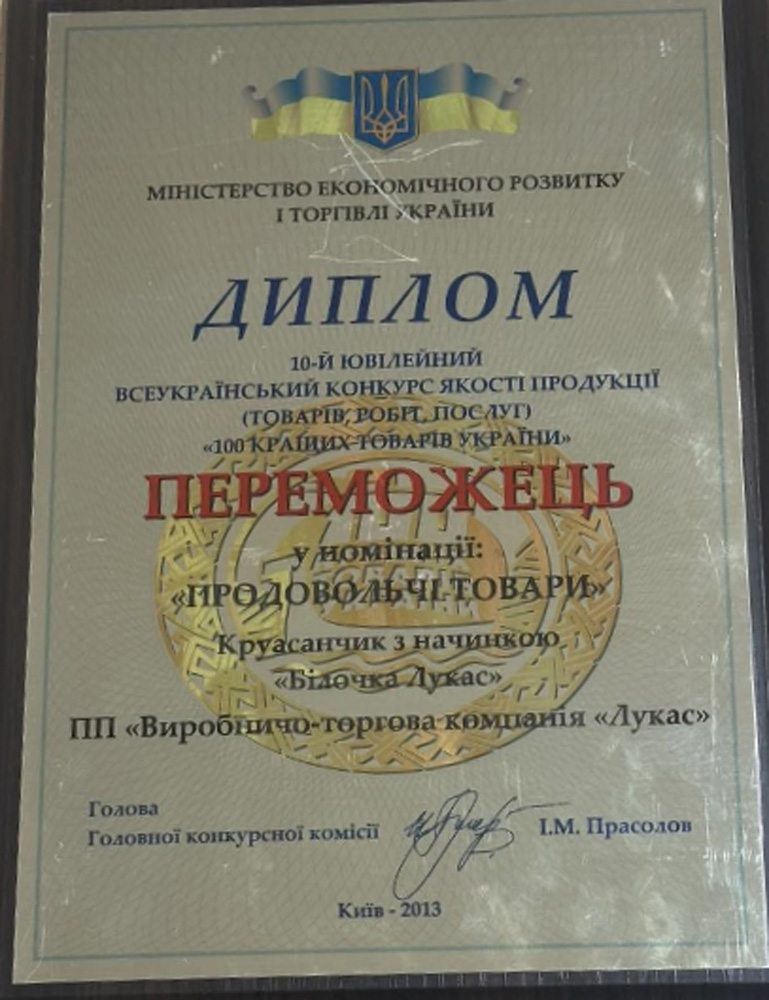 МІНІСТЕРСТВО ЕКОНОМІЧНОГО РОЗВИТКУ
І ТОРГІВЛІ УКРАЇНИ
ДИПЛОМ
10-Й ЮВІЛЕЙНИЙ
ВСЕУКРАЇНСЬКИЙ КОНКУРС ЯКОСТІ ПРОДУКЦІЇ
(ТОВАРІВ, РОБІТ, ПОСЛУГ)
«100 КРАЩИХ ТОВАРІВ УКРАЇНИ»
ПЕРЕМОЖЕЦЬ
у номінації:
«ПРОДОВОЛЬЧІ ТОВАРИ»
Круасанчик з начинкою
«Білочка Лукас»
ПП «Виробничо-торгова компанія «Лукас»
Голова
Головної конкурсної комісії І.М. Прасолов
Київ - 2013